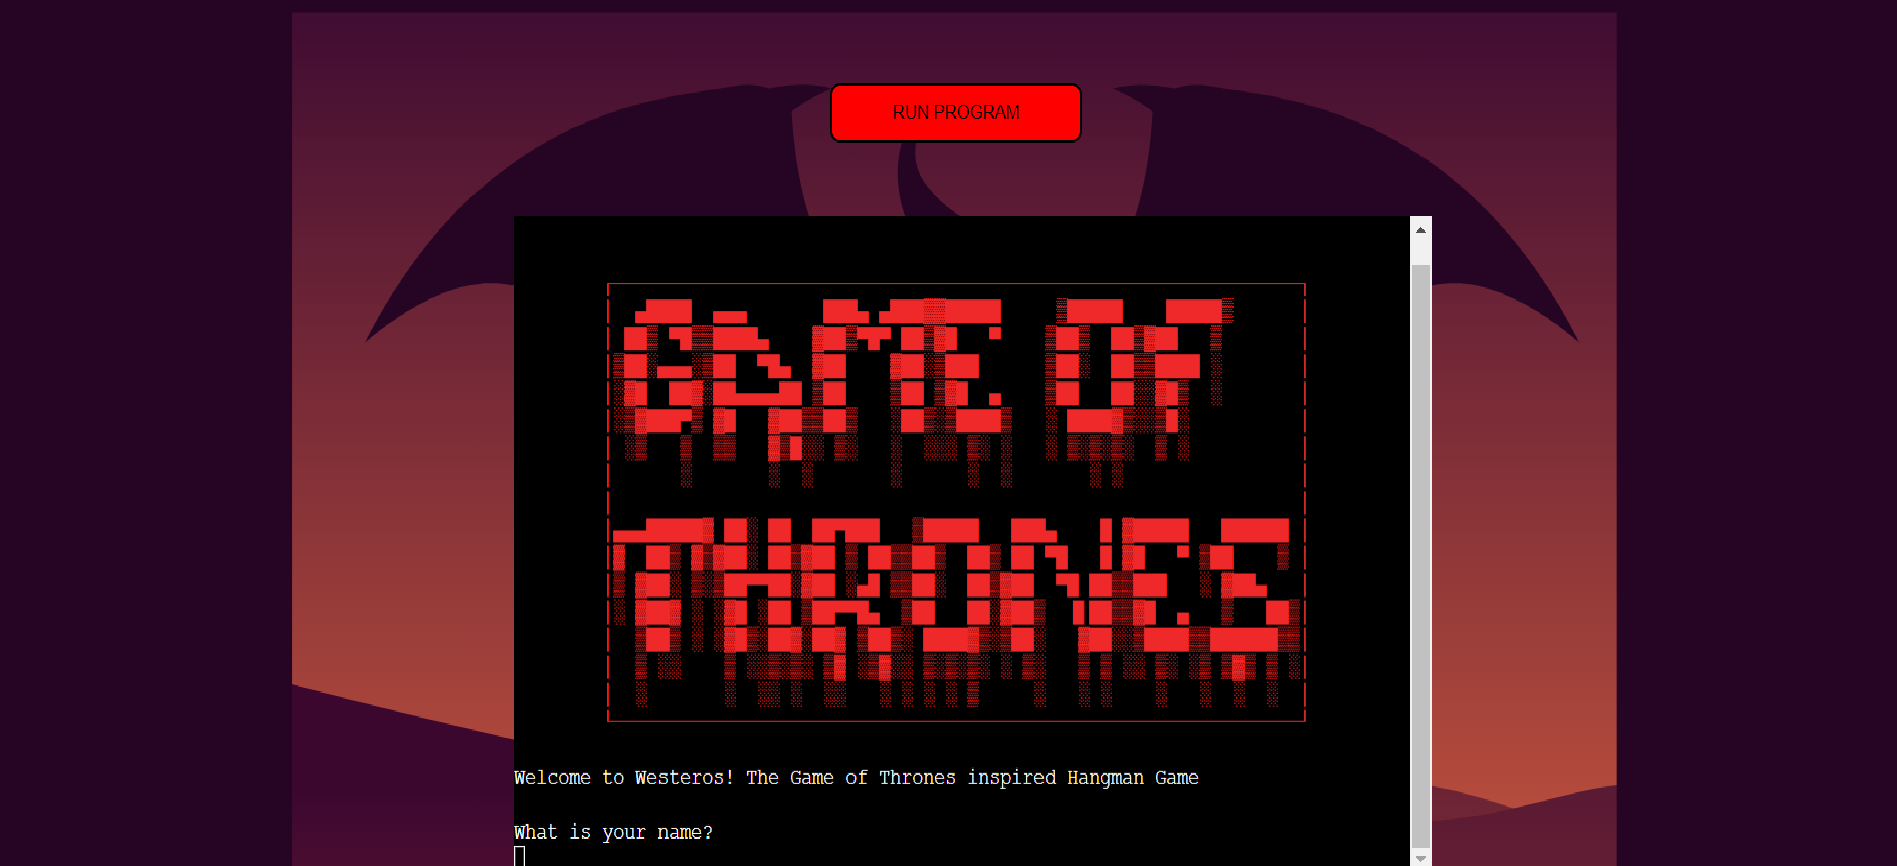 RUN PROGRAM
GAME OF
THRONES
Welcome to Westeros! The Game of Thrones inspired Hangman Game
What is your name?